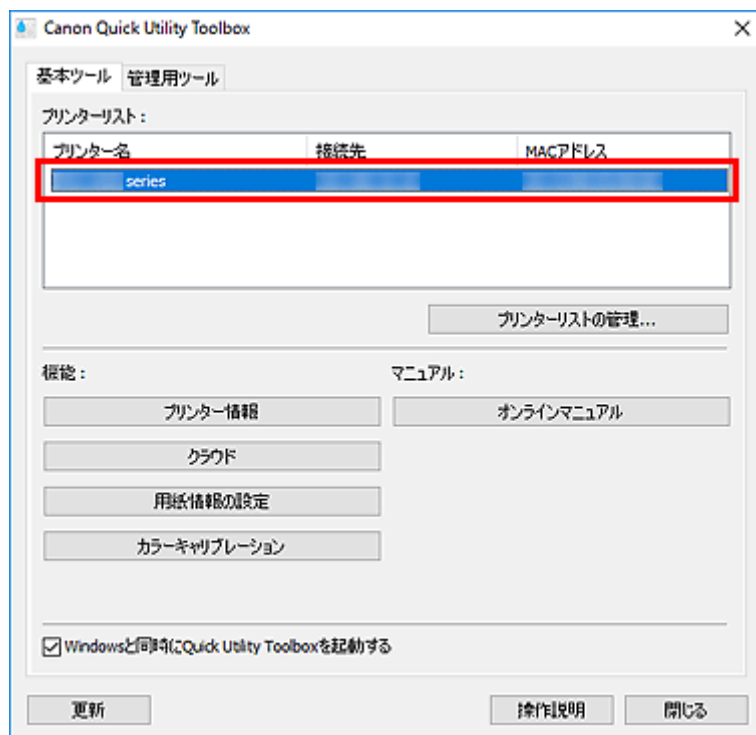 Canon Quick Utility Toolbox
基本ツール 管理用ツール
プリンターリスト：
プリンター名 接続先 MACアドレス
series
プリンターリストの管理...
機能： マニュアル：
プリンター情報 オンラインマニュアル
クラウド
用紙情報の設定
カラーキャリブレーション
Windowsと同時にQuick Utility Toolboxを起動する
更新 操作説明 閉じる